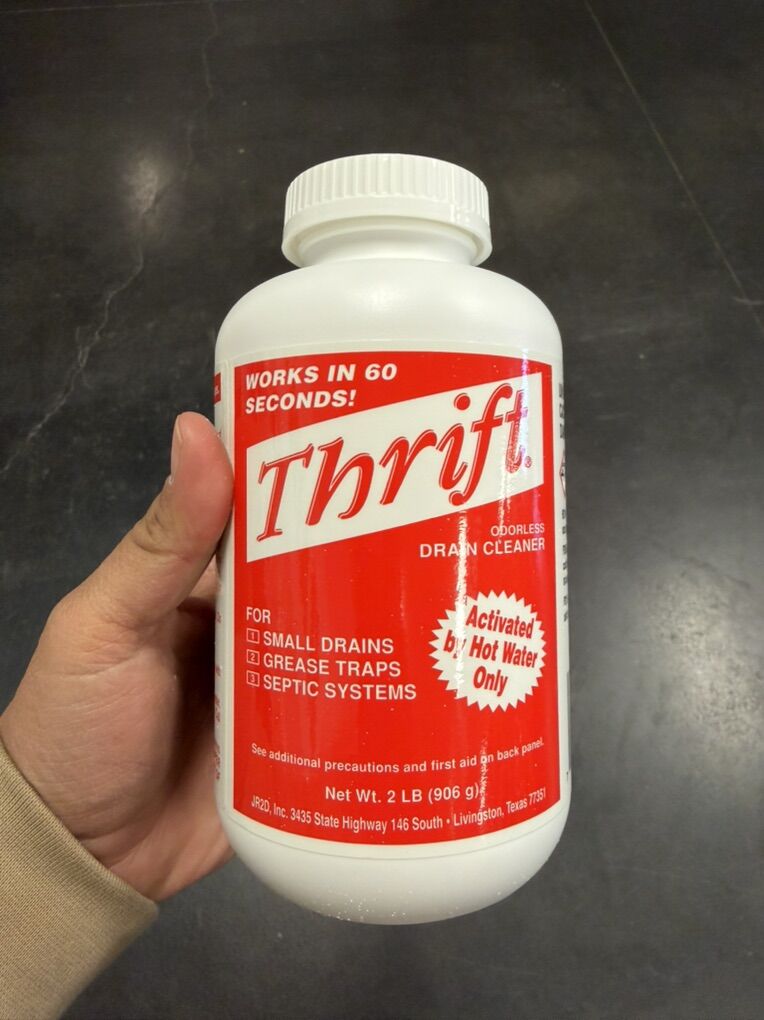 WORKS IN 60
SECONDS!
Thrift®
ODORLESS
DRAIN CLEANER
FOR
1 SMALL DRAINS
2 GREASE TRAPS
3 SEPTIC SYSTEMS
Activated
by Hot Water
Only
See additional precautions and first aid on back panel.
Net Wt. 2 LB (906 g)
JR2D, Inc. 3435 State Highway 146 South • Livingston, Texas 77351